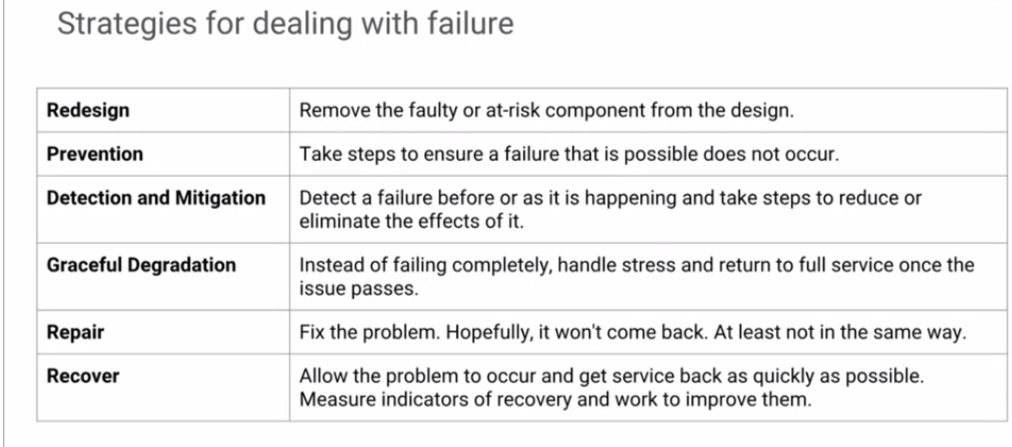 Strategies for dealing with failure
Redesign
Remove the faulty or at-risk component from the design.
Prevention
Take steps to ensure a failure that is possible does not occur.
Detection and Mitigation
Detect a failure before or as it is happening and take steps to reduce or
eliminate the effects of it.
Graceful Degradation
Instead of failing completely, handle stress and return to full service once the
issue passes.
Repair
Fix the problem. Hopefully, it won't come back. At least not in the same way.
Recover
Allow the problem to occur and get service back as quickly as possible.
Measure indicators of recovery and work to improve them.